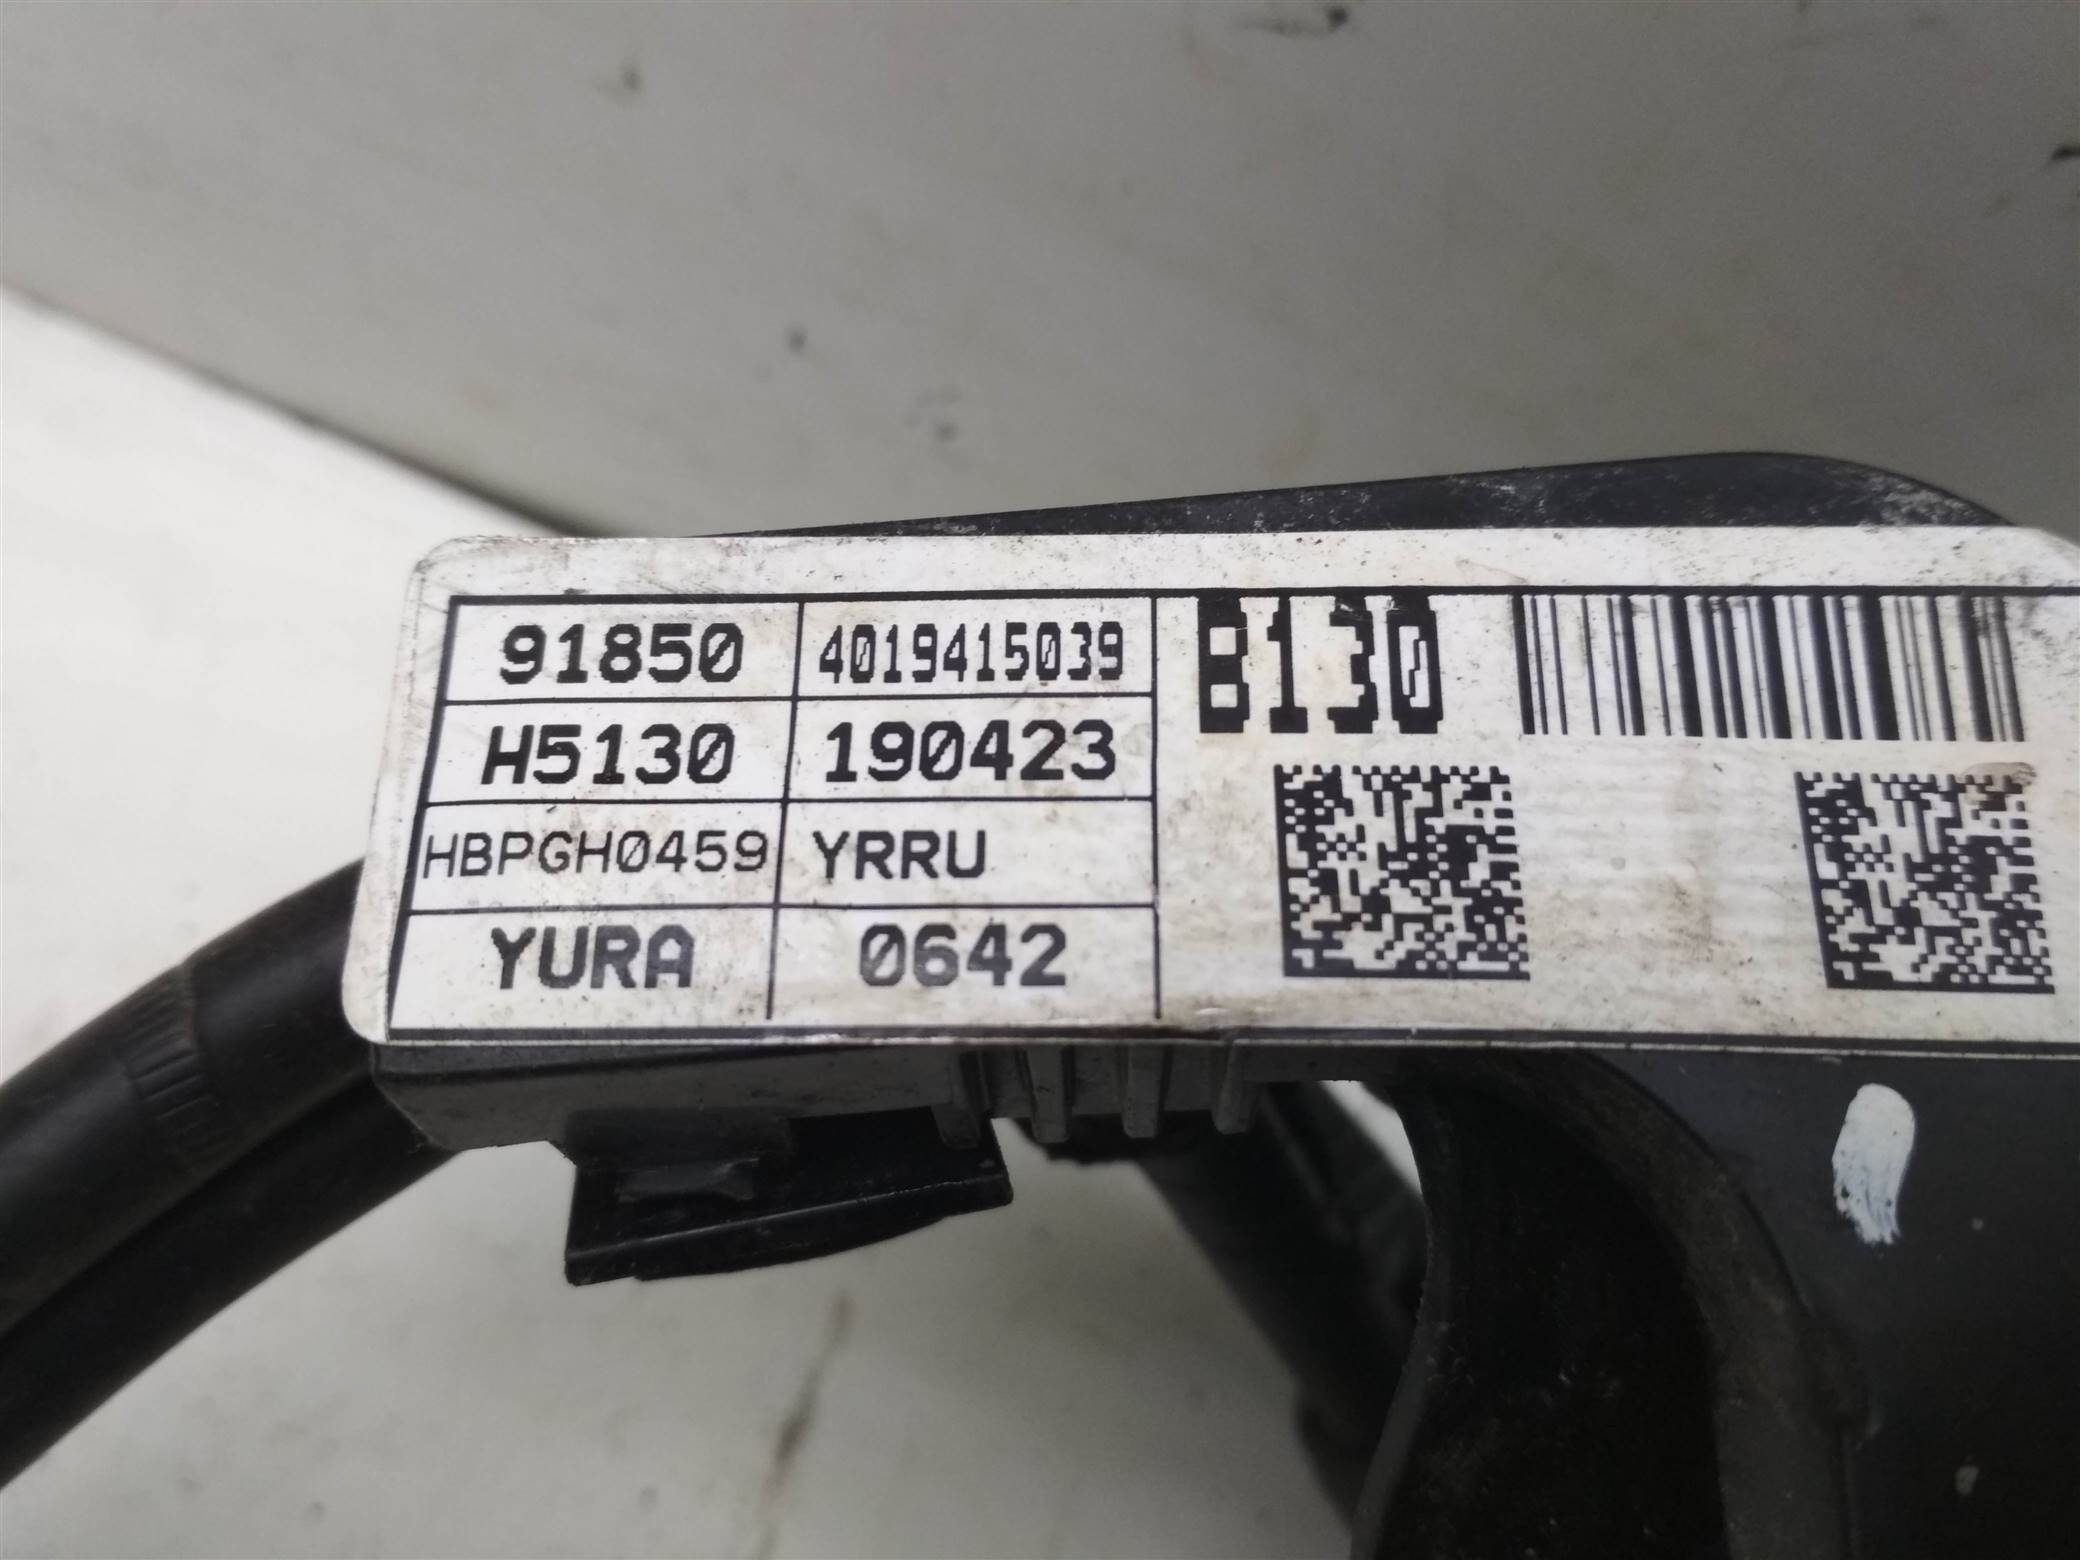 91850 4019415039 B130
H5130 190423
HBPGH0459 YRRU
YURA 0642